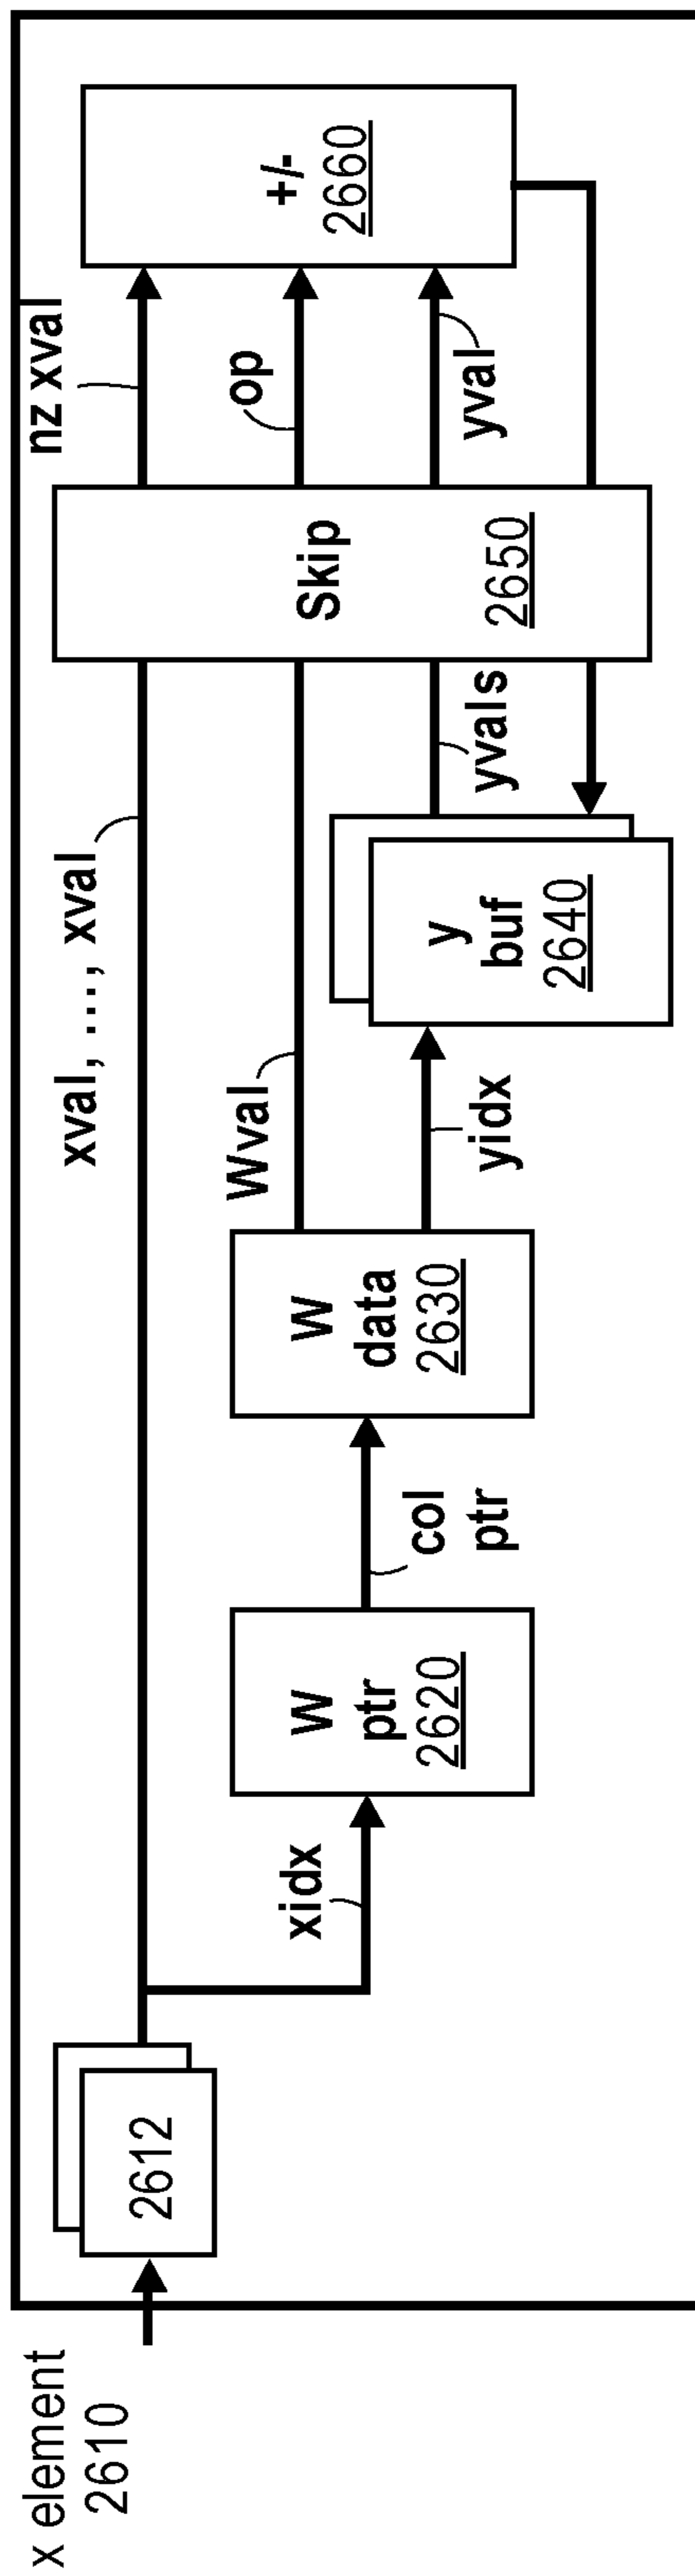 x element
2610
2612
xidx
W
ptr
2620
col
ptr
W
data
2630
xval, ..., xval
Wval
yidx
y
buf
2640
yvals
Skip
2650
nz xval
op
yval
+/-
2660